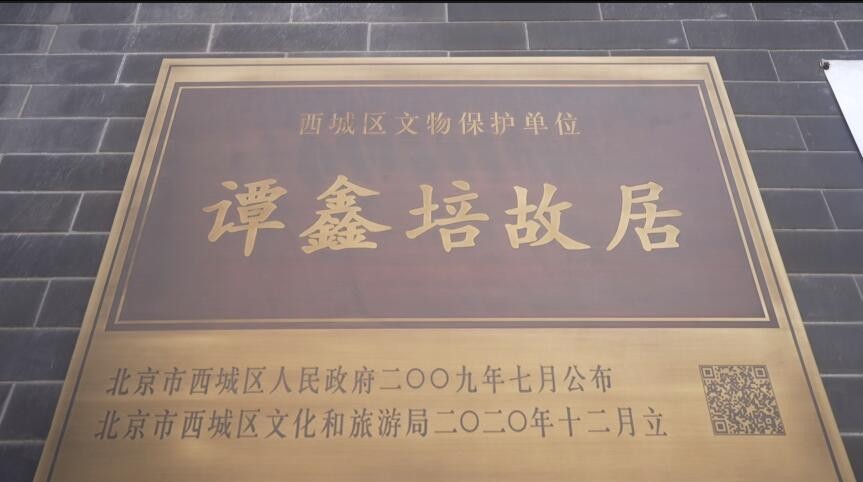 西城区文物保护单位
谭鑫培故居
北京市西城区人民政府二〇〇九年七月公布
北京市西城区文化和旅游局二〇二〇年十二月立